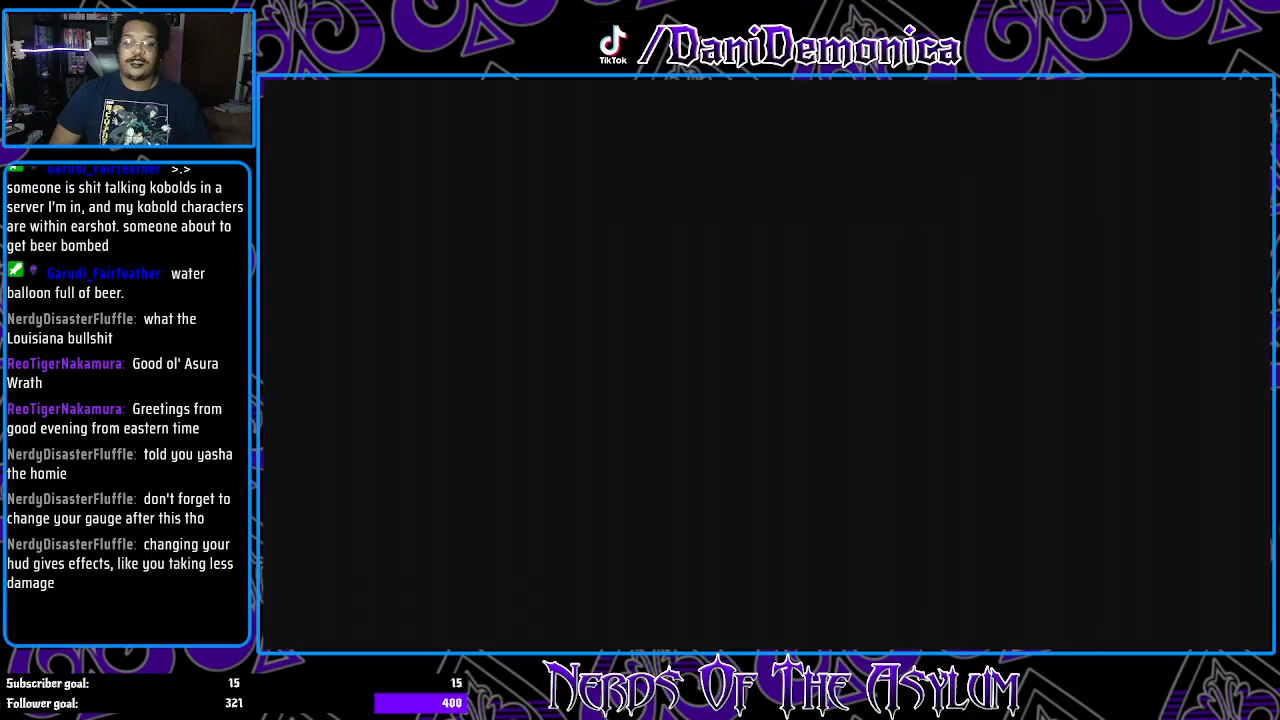 TikTok
/DaniDemonica
Garudi_Fairfeather: >.>
someone is shit talking kobolds in a
server I'm in, and my kobold characters
are within earshot. someone about to
get beer bombed
Garudi_Fairfeather: water
balloon full of beer.
NerdyDisasterFluffle: what the
Louisiana bullshit
ReoTigerNakamura: Good ol' Asura
Wrath
ReoTigerNakamura: Greetings from
good evening from eastern time
NerdyDisasterFluffle: told you yasha
the homie
NerdyDisasterFluffle: don't forget to
change your gauge after this tho
NerdyDisasterFluffle: changing your
hud gives effects, like you taking less
damage
Subscriber goal: 15 15
Follower goal: 321 400
Nerds Of The Asylum